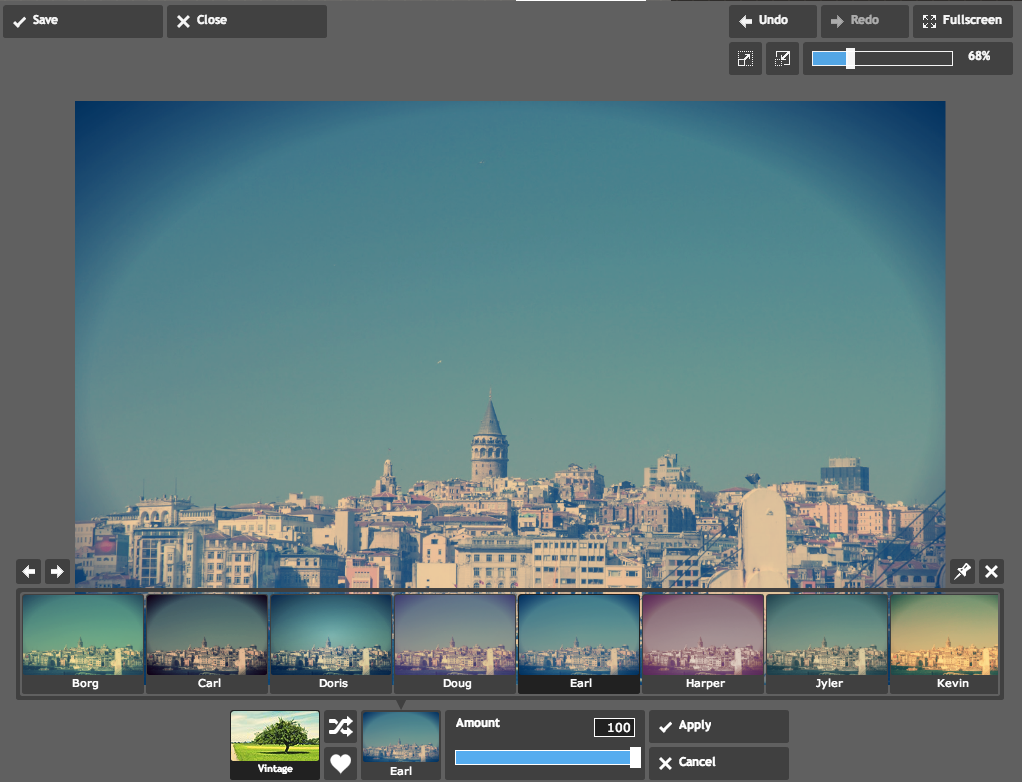 Save
Close
Undo
Redo
Fullscreen
68%
Borg
Carl
Doris
Doug
Earl
Harper
Jyler
Kevin
Vintage
Earl
Amount
100
Apply
Cancel